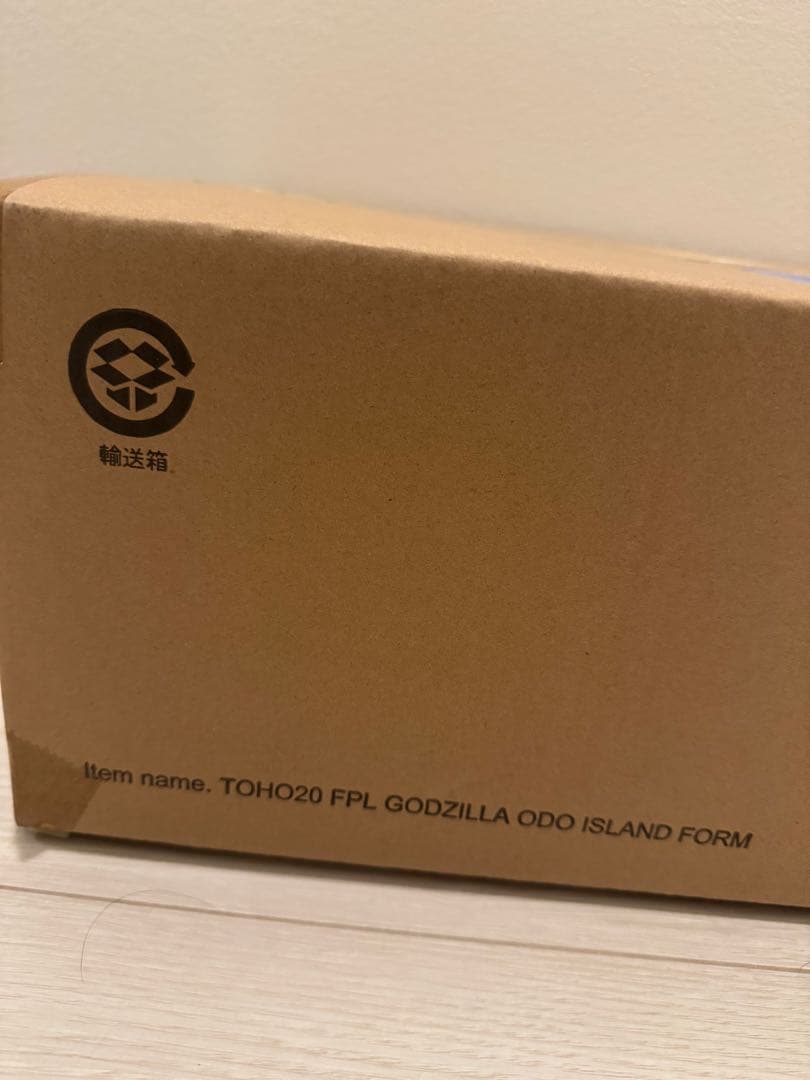 輸送箱
Item name. TOHO20 FPL GODZILLA ODO ISLAND FORM